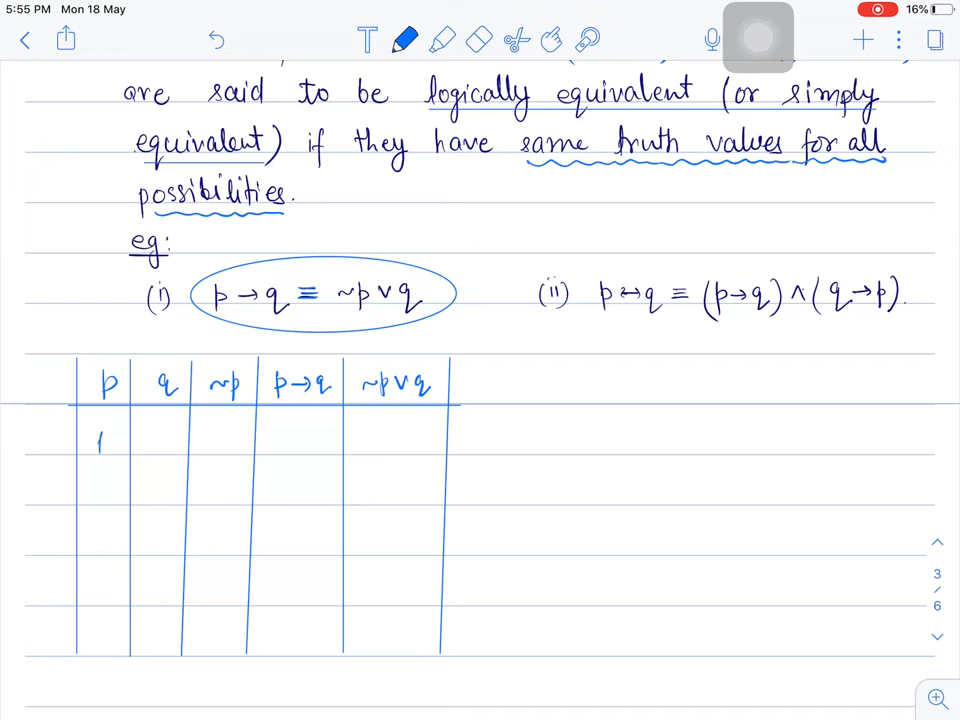 5:55 PM Mon 18 May 16%
T
are said to be logically equivalent (or simply
equivalent) if they have same truth values for all
possibilities.
eg:
(i) p → q ≡ ~p ∨ q (ii) p ↔ q ≡ (p → q) ∧ (q → p).
p q ~p p → q ~p ∨ q
3
/
6